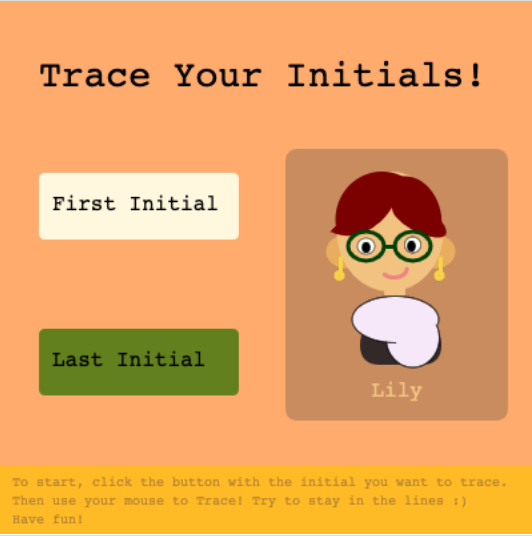 Trace Your Initials!
First Initial
Last Initial
Lily
To start, click the button with the initial you want to trace.
Then use your mouse to Trace! Try to stay in the lines :)
Have fun!